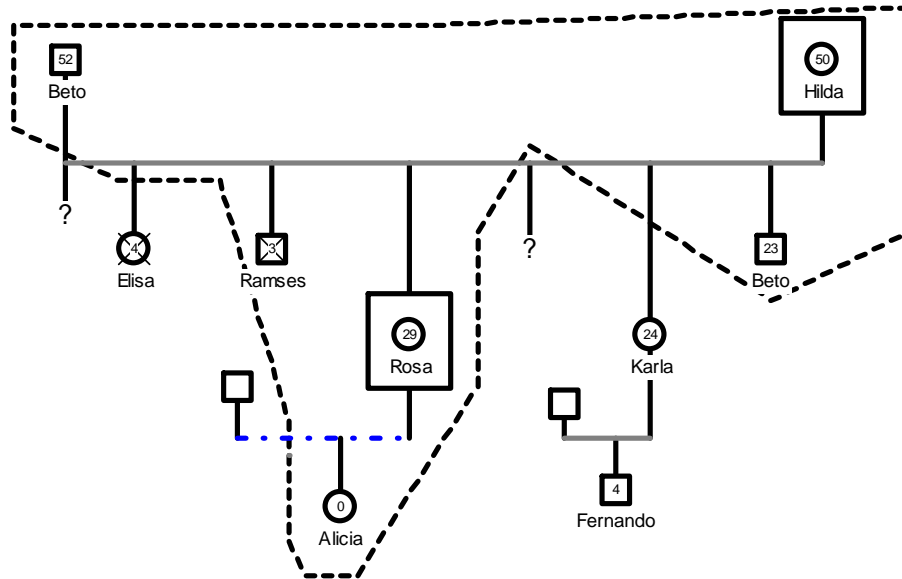 52
Beto
50
Hilda
?
4
Elisa
3
Ramses
?
23
Beto
29
Rosa
24
Karla
0
Alicia
4
Fernando